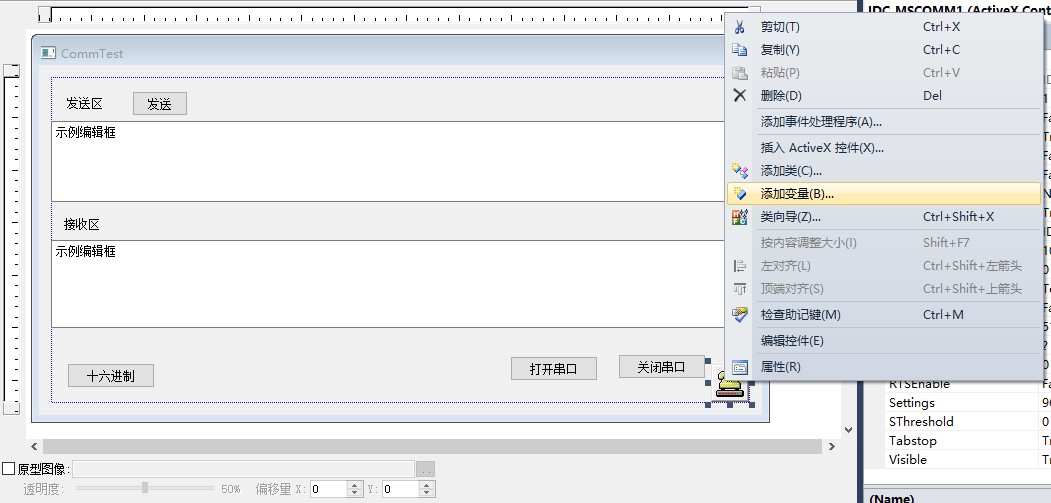 IDC_MSCOMM1 (ActiveX Cont
CommTest
发送区
发送
示例编辑框
接收区
示例编辑框
十六进制
打开串口
关闭串口
剪切(T) Ctrl+X
复制(Y) Ctrl+C
粘贴(P) Ctrl+V
删除(D) Del
添加事件处理程序(A)...
插入 ActiveX 控件(X)...
添加类(C)...
添加变量(B)...
类向导(Z)... Ctrl+Shift+X
按内容调整大小(I) Shift+F7
左对齐(L) Ctrl+Shift+左箭头
顶端对齐(S) Ctrl+Shift+上箭头
检查助记键(M) Ctrl+M
编辑控件(E)
属性(R)
RTSEnable
Settings
SThreshold 0
Tabstop
Visible
(Name)
原型图像:
..
透明度: 50% 偏移量 X: 0 Y: 0